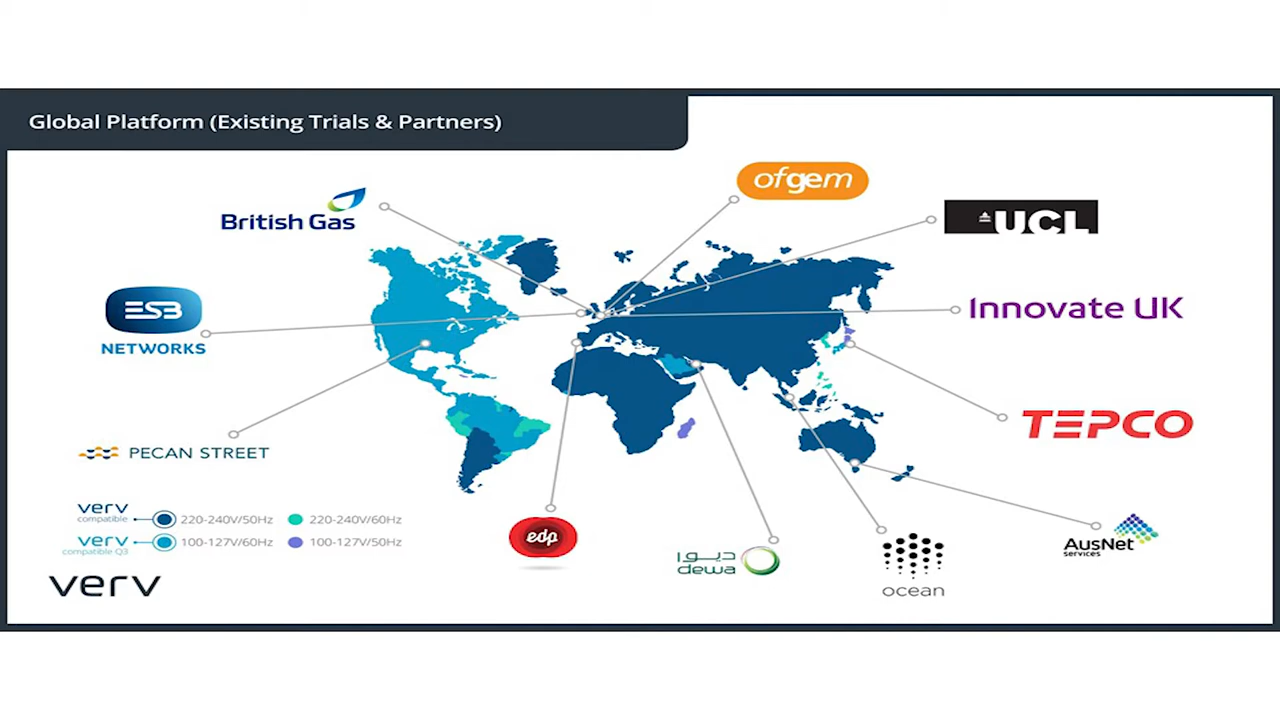 Global Platform (Existing Trials & Partners)
British Gas
ofgem
UCL
ESB
NETWORKS
Innovate UK
TEPCO
PECAN STREET
verv
compatible
220-240V/50Hz
220-240V/60Hz
verv
compatible Q3
100-127V/60Hz
100-127V/50Hz
verv
edp
ديوا
dewa
ocean
AusNet
services